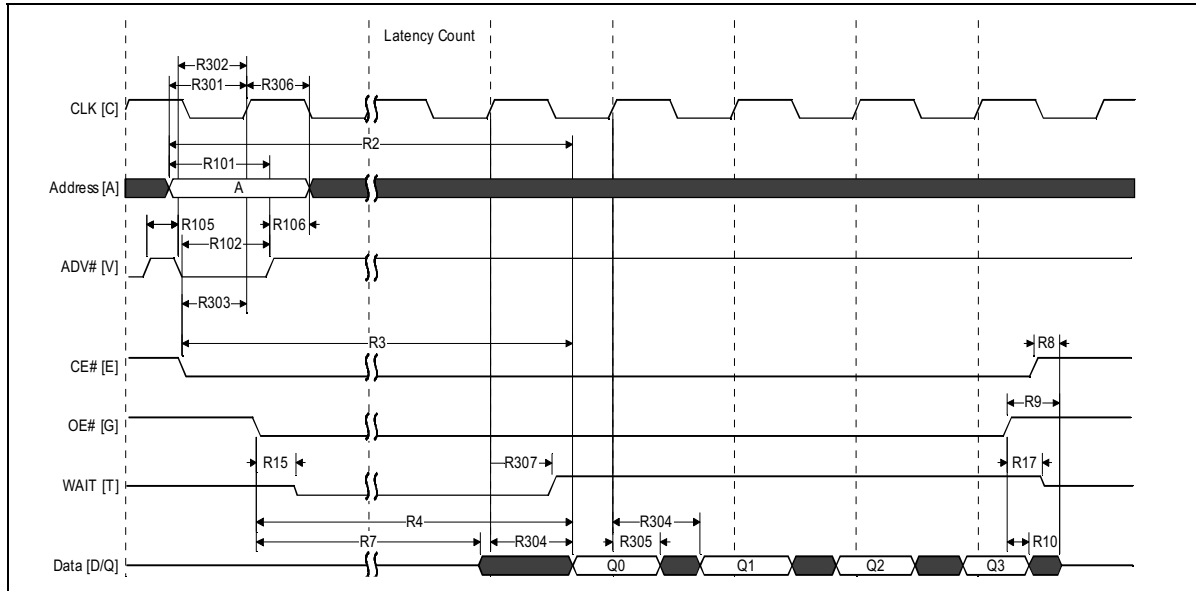 Latency Count
R302
R301 R306
CLK [C]
R2
R101
Address [A] A
R105 R106
R102
ADV# [V]
R303
R3
CE# [E] R8
R9
OE# [G]
R15 R307 R17
WAIT [T]
R4 R304
R7 R304 R305 R10
Data [D/Q] Q0 Q1 Q2 Q3